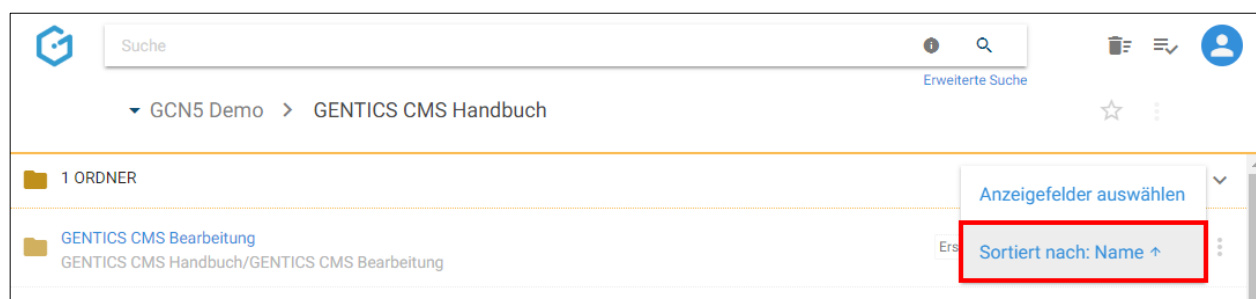 Suche
Erweiterte Suche
GCN5 Demo > GENTICS CMS Handbuch
1 ORDNER
Anzeigefelder auswählen
GENTICS CMS Bearbeitung
GENTICS CMS Handbuch/GENTICS CMS Bearbeitung
Ers
Sortiert nach: Name ↑